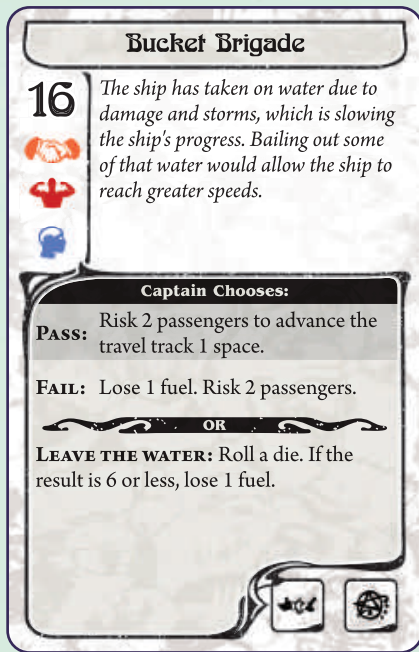 Bucket Brigade
16
The ship has taken on water due to
damage and storms, which is slowing
the ship's progress. Bailing out some
of that water would allow the ship to
reach greater speeds.
Captain Chooses:
PASS: Risk 2 passengers to advance the
travel track 1 space.
FAIL: Lose 1 fuel. Risk 2 passengers.
OR
LEAVE THE WATER: Roll a die. If the
result is 6 or less, lose 1 fuel.